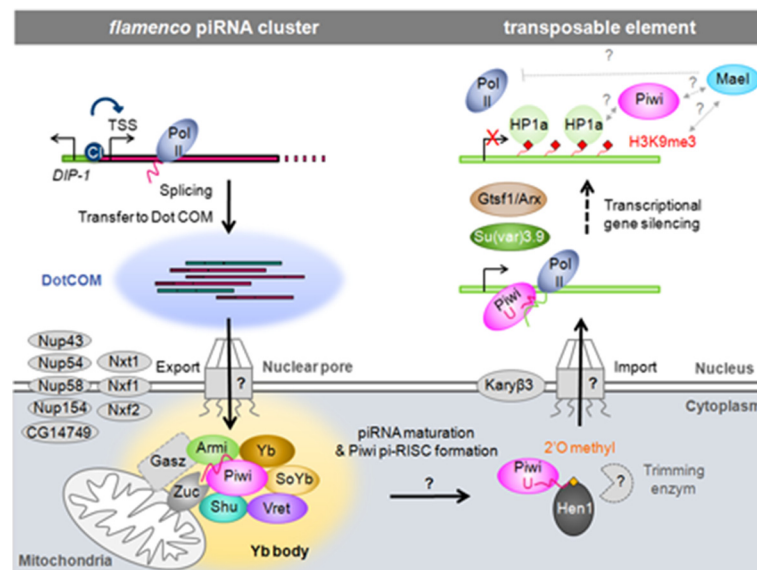 flamenco piRNA cluster
transposable element
TSS
Pol
II
Ci
DIP-1
Splicing
Transfer to Dot COM
DotCOM
?
Pol
II
HP1a
HP1a
?
?
Piwi
Mael
?
H3K9me3
Gtsf1/Arx
Su(var)3.9
Transcriptional
gene silencing
Piwi
U
Pol
II
Nup43
Nup54
Nup58
Nup154
CG14749
Nxt1
Nxf1
Nxf2
Export
Nuclear pore
?
Karyβ3
?
Import
Nucleus
Cytoplasm
Gasz
Armi
Yb
Zuc
Piwi
SoYb
Shu
Vret
Mitochondria
Yb body
piRNA maturation
& Piwi pi-RISC formation
?
2'O methyl
Piwi
U
Hen1
?
Trimming
enzym